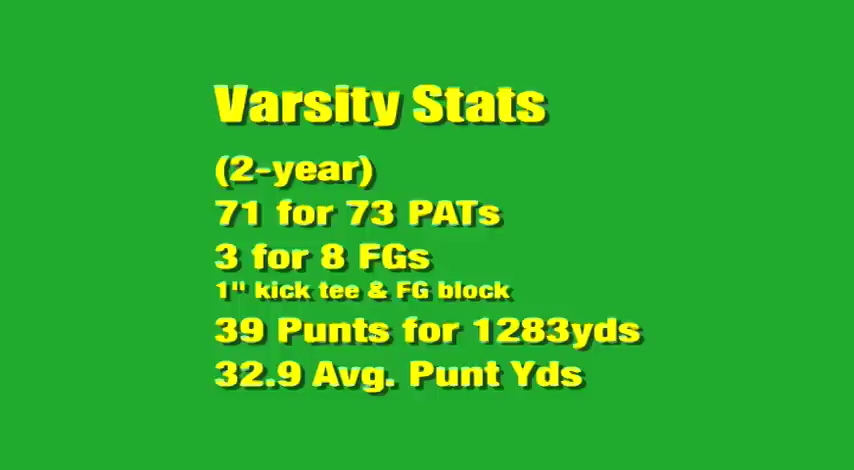 Varsity Stats
(2-year)
71 for 73 PATs
3 for 8 FGs
1" kick tee & FG block
39 Punts for 1283yds
32.9 Avg. Punt Yds